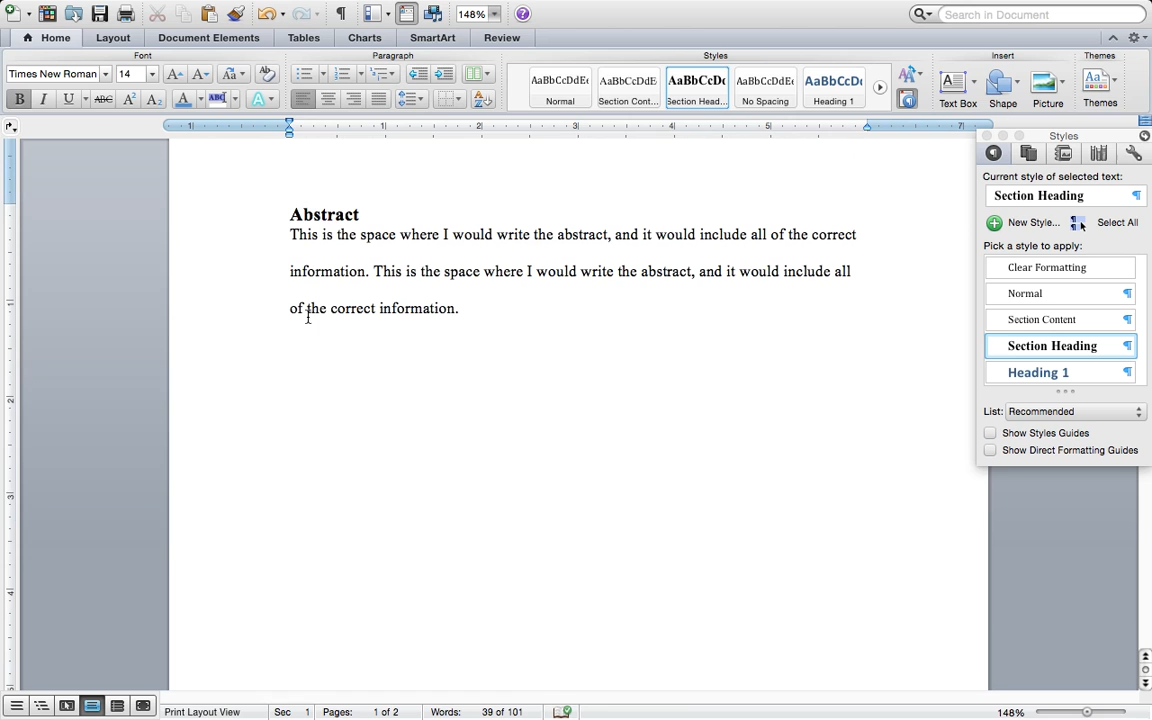 148%
Search in Document
Home
Layout
Document Elements
Tables
Charts
SmartArt
Review
Font
Paragraph
Styles
Insert
Themes
Times New Roman
14
Aa
B I U ABC A² A₂ A ABC A
AaBbCcDdEe
Normal
AaBbCcDdE
Section Cont...
AaBbCcDc
Section Head...
AaBbCcDdEe
No Spacing
AaBbCcDc
Heading 1
Text Box
Shape
Picture
Themes
Styles
Current style of selected text:
Section Heading
New Style...
Select All
Pick a style to apply:
Clear Formatting
Normal
Section Content
Section Heading
Heading 1
List: Recommended
Show Styles Guides
Show Direct Formatting Guides
Abstract
This is the space where I would write the abstract, and it would include all of the correct
information. This is the space where I would write the abstract, and it would include all
of the correct information.
Print Layout View
Sec 1
Pages: 1 of 2
Words: 39 of 101
148%